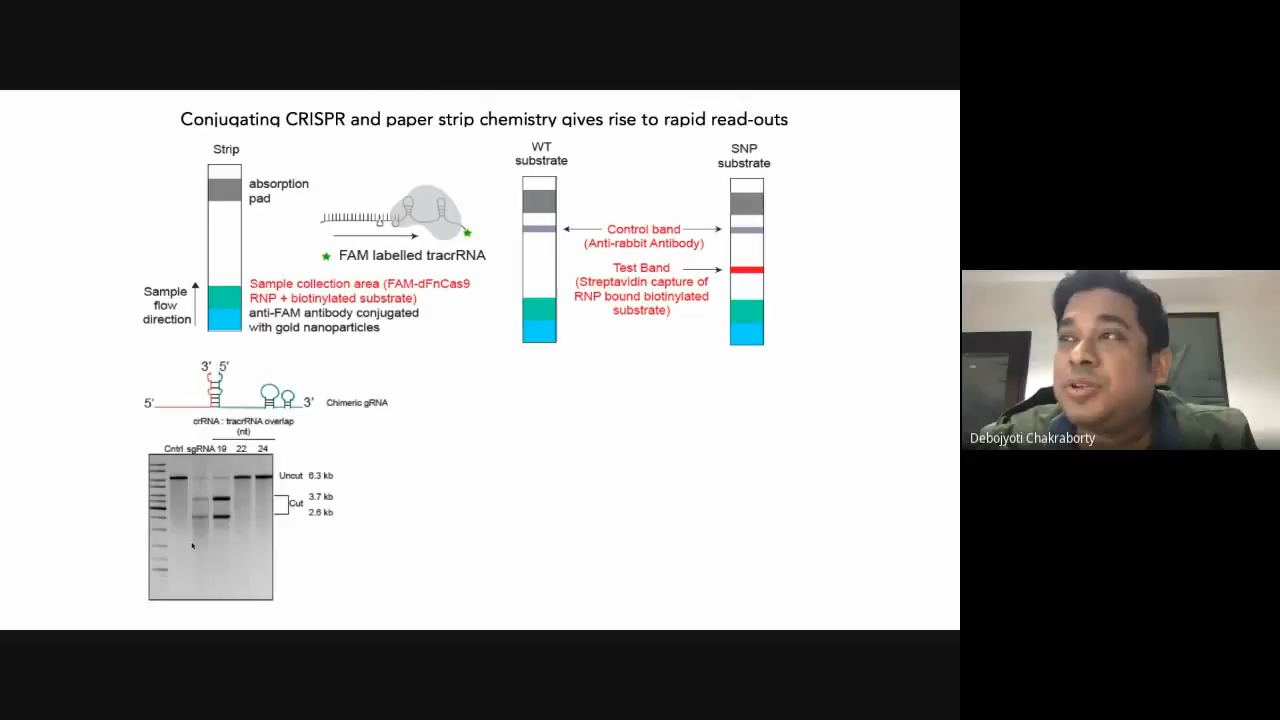 Conjugating CRISPR and paper strip chemistry gives rise to rapid read-outs
Strip
absorption
pad
FAM labelled tracrRNA
Sample
flow
direction
Sample collection area (FAM-dFnCas9
RNP + biotinylated substrate)
anti-FAM antibody conjugated
with gold nanoparticles
WT
substrate
SNP
substrate
Control band
(Anti-rabbit Antibody)
Test Band
(Streptavidin capture of
RNP bound biotinylated
substrate)
3' 5'
5'
3'
Chimeric gRNA
crRNA : tracrRNA overlap
(nt)
Cntrl sgRNA 19 22 24
Uncut 6.3 kb
3.7 kb
Cut
2.6 kb
Debojyoti Chakraborty